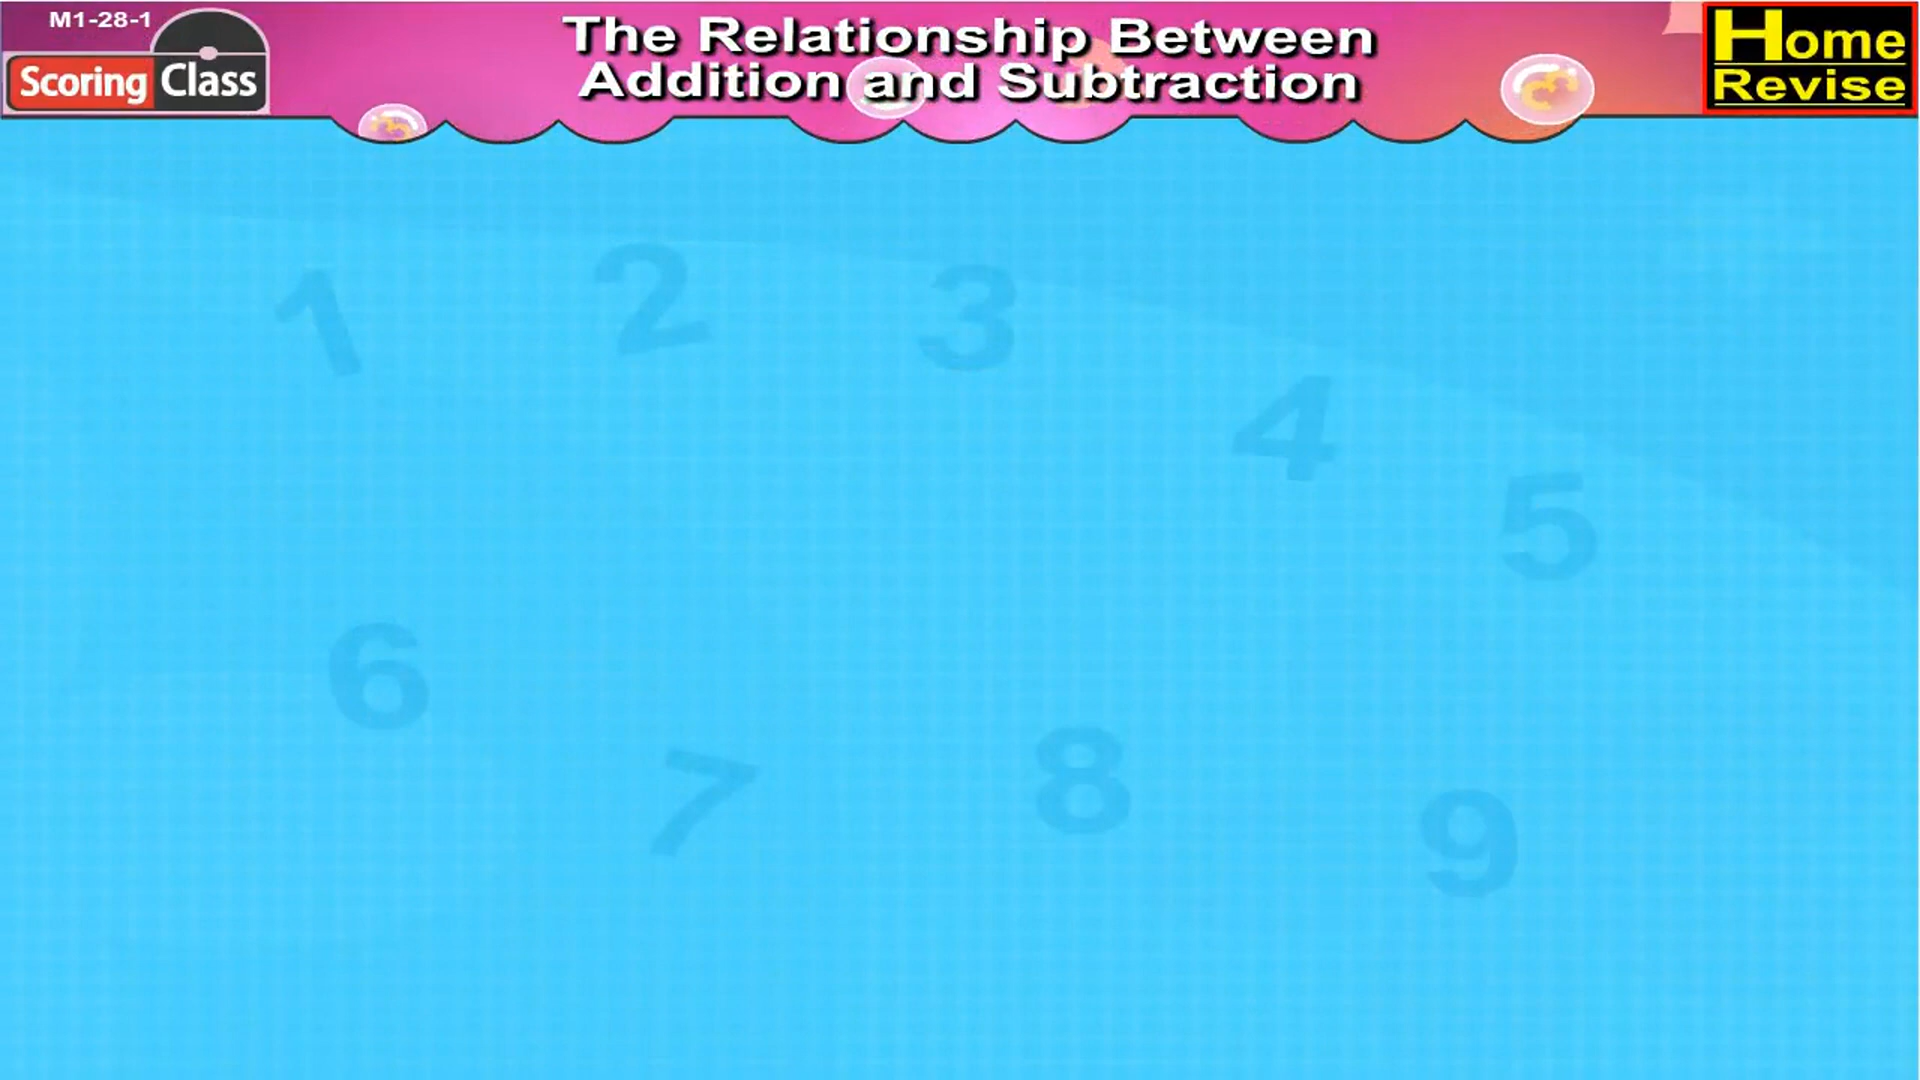 M1-28-1
Scoring Class
The Relationship Between
Addition and Subtraction
Home
Revise
1
2
3
4
5
6
7
8
9